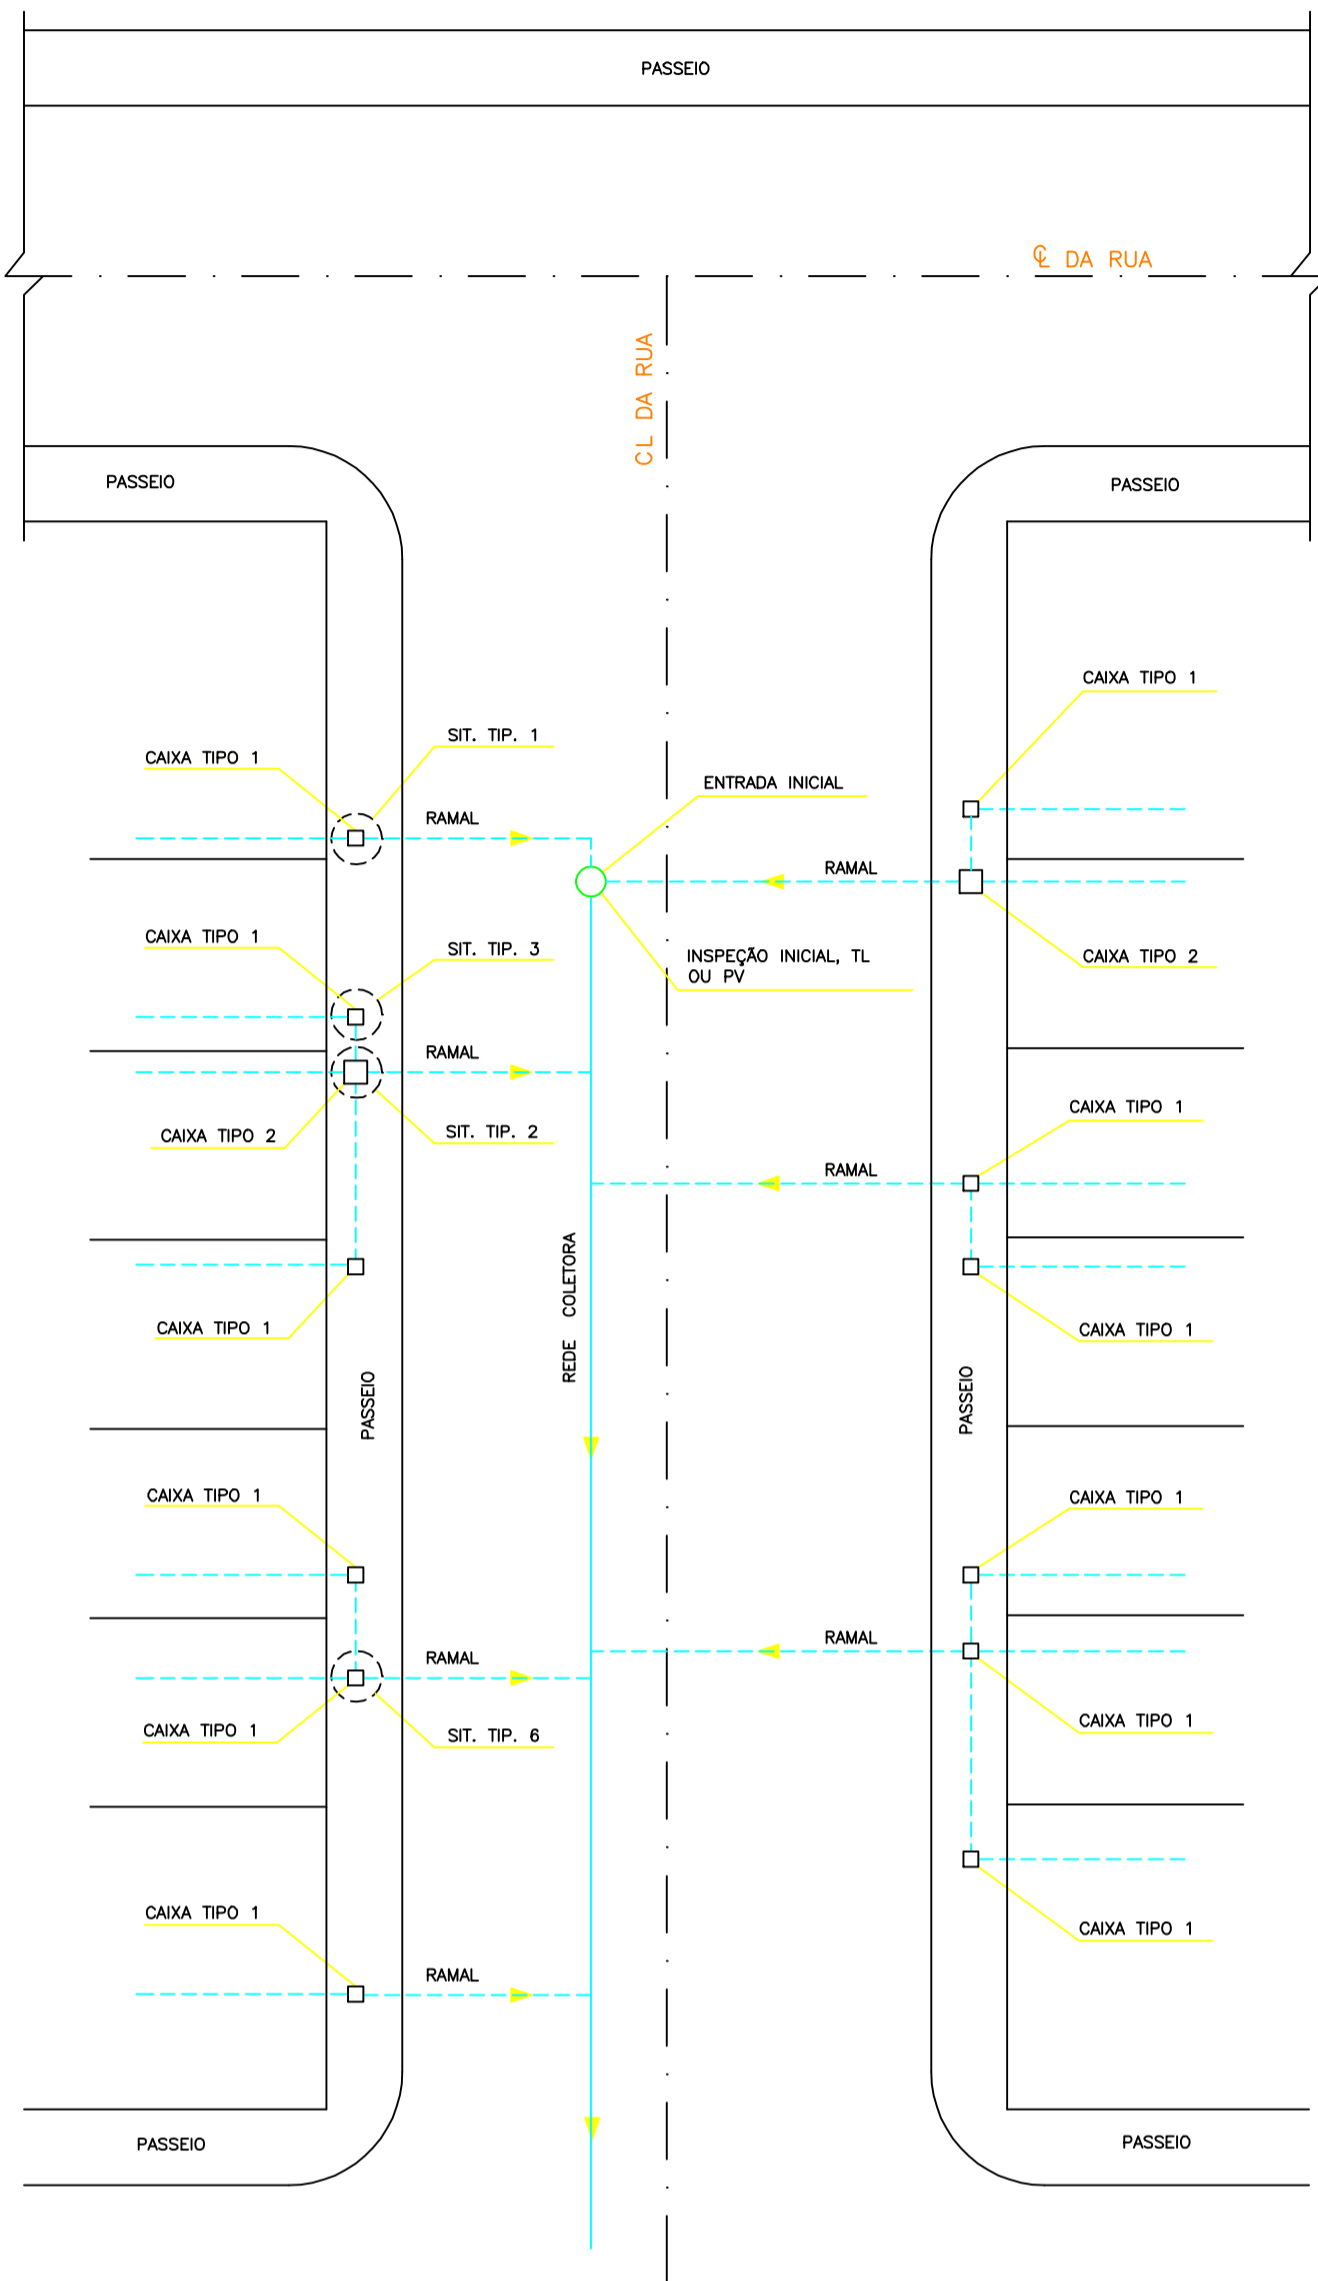 PASSEIO
℄ DA RUA
CL DA RUA
PASSEIO
PASSEIO
CAIXA TIPO 1
SIT. TIP. 1
CAIXA TIPO 1
ENTRADA INICIAL
RAMAL
RAMAL
CAIXA TIPO 1
SIT. TIP. 3
INSPEÇÃO INICIAL, TL
OU PV
CAIXA TIPO 2
RAMAL
CAIXA TIPO 1
SIT. TIP. 2
CAIXA TIPO 2
RAMAL
REDE COLETORA
CAIXA TIPO 1
CAIXA TIPO 1
PASSEIO
PASSEIO
CAIXA TIPO 1
CAIXA TIPO 1
RAMAL
RAMAL
CAIXA TIPO 1
CAIXA TIPO 1
SIT. TIP. 6
CAIXA TIPO 1
CAIXA TIPO 1
RAMAL
PASSEIO
PASSEIO